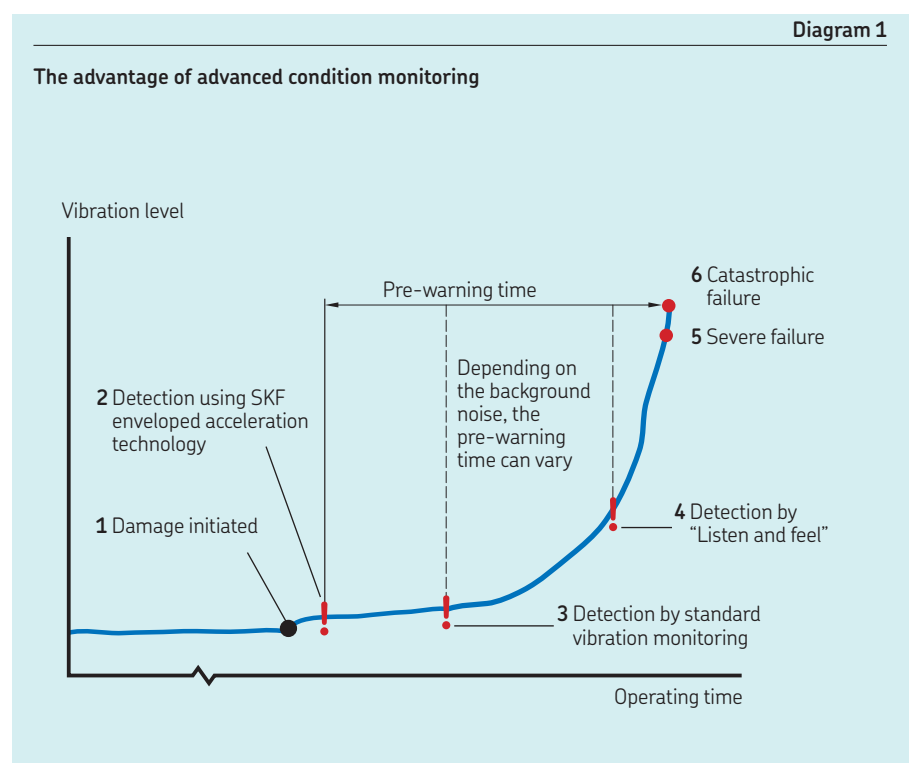 Diagram 1
The advantage of advanced condition monitoring
Vibration level
Pre-warning time
6 Catastrophic
failure
5 Severe failure
Depending on
the background
noise, the
pre-warning
time can vary
2 Detection using SKF
enveloped acceleration
technology
1 Damage initiated
4 Detection by
“Listen and feel”
3 Detection by standard
vibration monitoring
Operating time